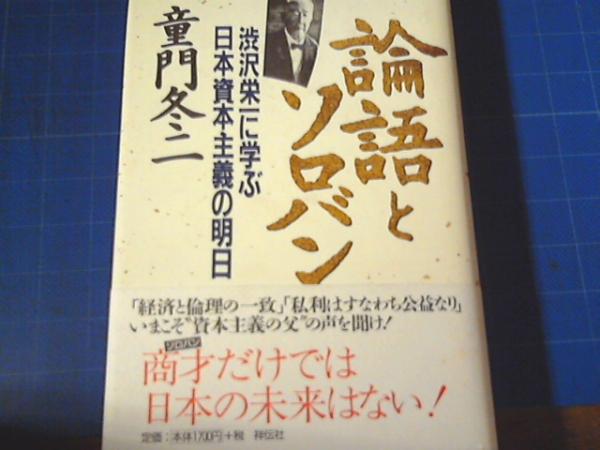 論語と
ソロバン
渋沢栄一に学ぶ
日本資本主義の明日
童門冬二
「経済と倫理の一致」「私利はすなわち公益なり」
いまこそ"資本主義の父"の声を聞け!
ソロバン
商才だけでは
日本の未来はない!
定価:本体1700円+税 祥伝社